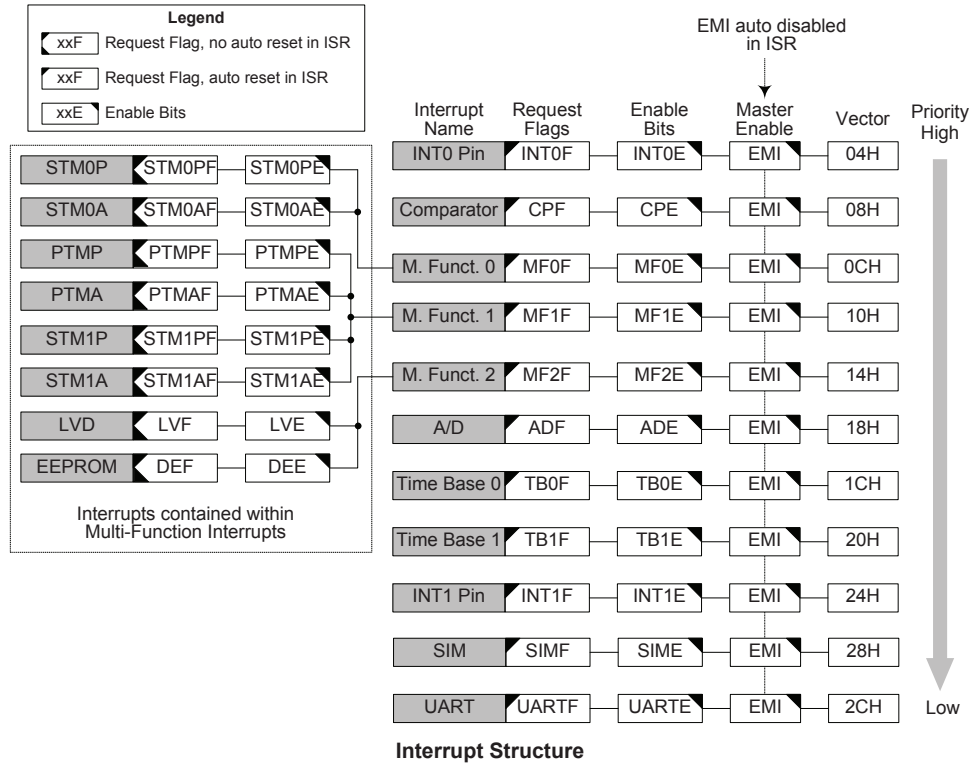 Legend
xxF Request Flag, no auto reset in ISR
xxF Request Flag, auto reset in ISR
xxE Enable Bits
EMI auto disabled
in ISR
Interrupt Name Request Flags Enable Bits Master Enable Vector Priority High
STM0P STM0PF STM0PE
STM0A STM0AF STM0AE
PTMP PTMPF PTMPE
PTMA PTMAF PTMAE
STM1P STM1PF STM1PE
STM1A STM1AF STM1AE
LVD LVF LVE
EEPROM DEF DEE
Interrupts contained within
Multi-Function Interrupts
INT0 Pin INT0F INT0E EMI 04H
Comparator CPF CPE EMI 08H
M. Funct. 0 MF0F MF0E EMI 0CH
M. Funct. 1 MF1F MF1E EMI 10H
M. Funct. 2 MF2F MF2E EMI 14H
A/D ADF ADE EMI 18H
Time Base 0 TB0F TB0E EMI 1CH
Time Base 1 TB1F TB1E EMI 20H
INT1 Pin INT1F INT1E EMI 24H
SIM SIMF SIME EMI 28H
UART UARTF UARTE EMI 2CH Low
Interrupt Structure